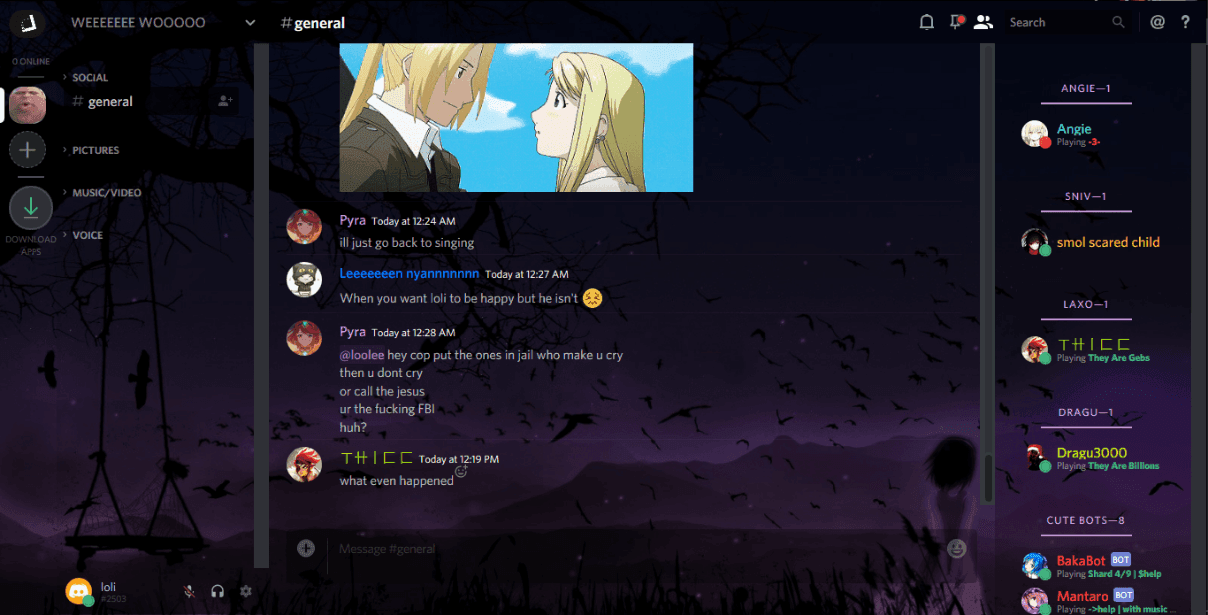 WEEEEEEE WOOOOO
#general
Search
@
?
0 ONLINE
SOCIAL
# general
PICTURES
MUSIC/VIDEO
VOICE
DOWNLOAD
APPS
Pyra Today at 12:24 AM
ill just go back to singing
Leeeeeeen nyannnnnnn Today at 12:27 AM
When you want loli to be happy but he isn't 😖
Pyra Today at 12:28 AM
@loolee hey cop put the ones in jail who make u cry
then u dont cry
or call the jesus
ur the fucking FBI
huh?
ㄒ卄丨匚匚 Today at 12:19 PM
what even happened
Message #general
loli
#2503
ANGIE—1
Angie
Playing -3-
SNIV—1
smol scared child
LAXO—1
ㄒ卄丨匚匚
Playing They Are Gebs
DRAGU—1
Dragu3000
Playing They Are Billions
CUTE BOTS—8
BakaBot BOT
Playing Shard 4/9 | $help
Mantaro BOT
Playing ->help | with music ...